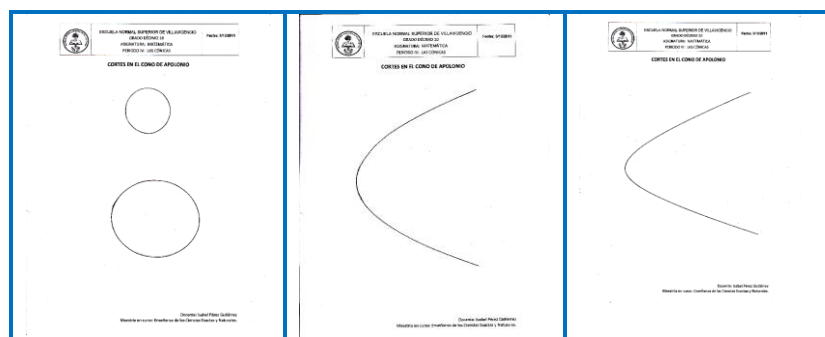 ESCUELA NORMAL SUPERIOR DE VILLAVICENCIO
GRADO DÉCIMO 10
ASIGNATURA: MATEMÁTICA
PERIODO IV: LAS CÓNICAS
CORTES EN EL CONO DE APOLONIO
Docente: Isabel Pérez Gutiérrez
Maestría en curso: Enseñanza de las Ciencias Exactas y Naturales.
ESCUELA NORMAL SUPERIOR DE VILLAVICENCIO
GRADO DÉCIMO 10
ASIGNATURA: MATEMÁTICA
PERIODO IV: LAS CÓNICAS
CORTES EN EL CONO DE APOLONIO
Docente: Isabel Pérez Gutiérrez
Maestría en curso: Enseñanza de las Ciencias Exactas y Naturales.
ESCUELA NORMAL SUPERIOR DE VILLAVICENCIO
GRADO DÉCIMO 10
ASIGNATURA: MATEMÁTICA
PERIODO IV: LAS CÓNICAS
CORTES EN EL CONO DE APOLONIO
Docente: Isabel Pérez Gutiérrez
Maestría en curso: Enseñanza de las Ciencias Exactas y Naturales.